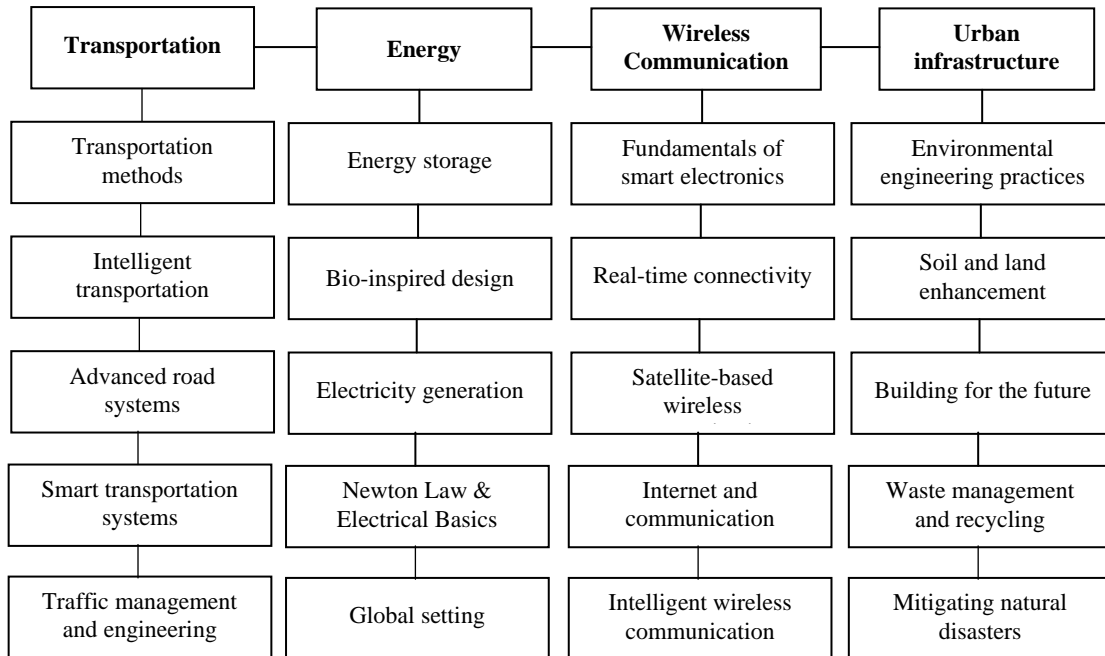 Transportation
Energy
Wireless
Communication
Urban
infrastructure
Transportation
methods
Energy storage
Fundamentals of
smart electronics
Environmental
engineering practices
Intelligent
transportation
Bio-inspired design
Real-time connectivity
Soil and land
enhancement
Advanced road
systems
Electricity generation
Satellite-based
wireless
Building for the future
Smart transportation
systems
Newton Law &
Electrical Basics
Internet and
communication
Waste management
and recycling
Traffic management
and engineering
Global setting
Intelligent wireless
communication
Mitigating natural
disasters